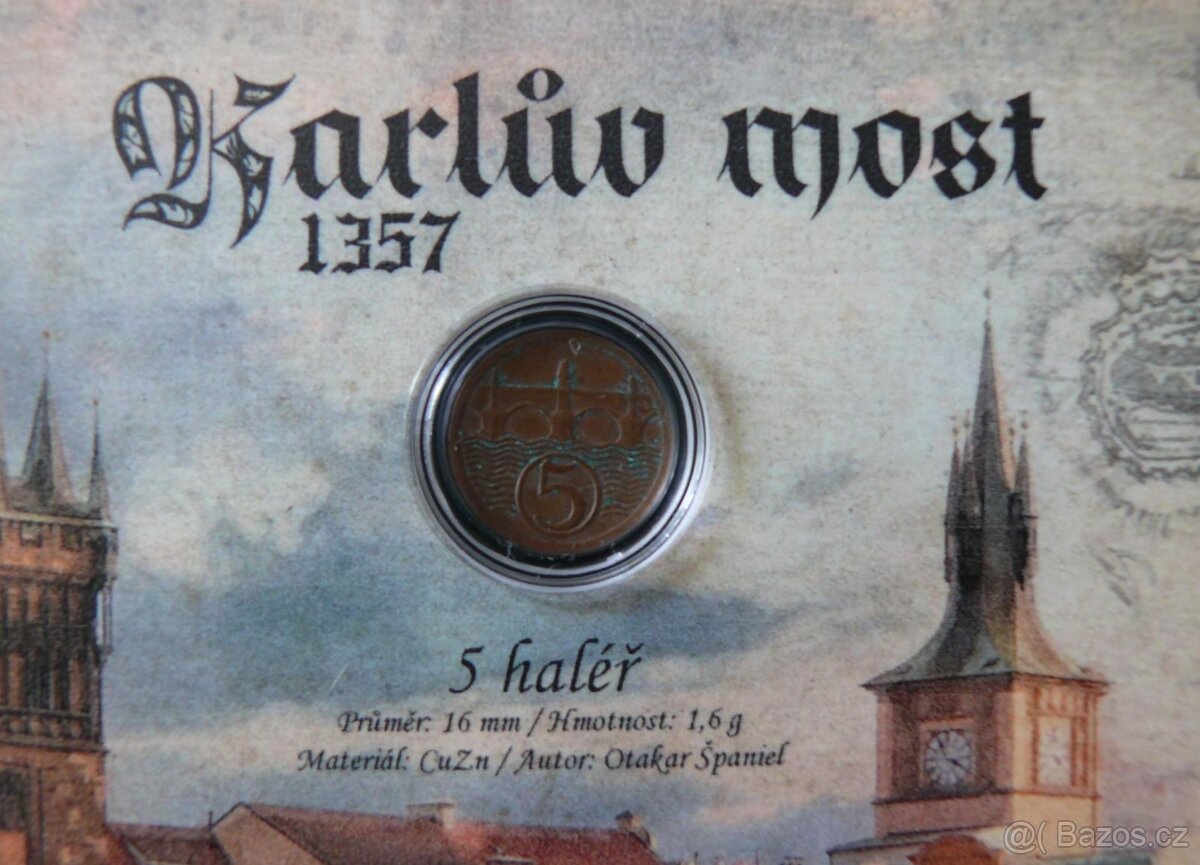 Karlův most
1357
5
5 haléř
Průměr: 16 mm / Hmotnost: 1,6 g
Materiál: CuZn / Autor: Otakar Španiel
@( Bazos.cz